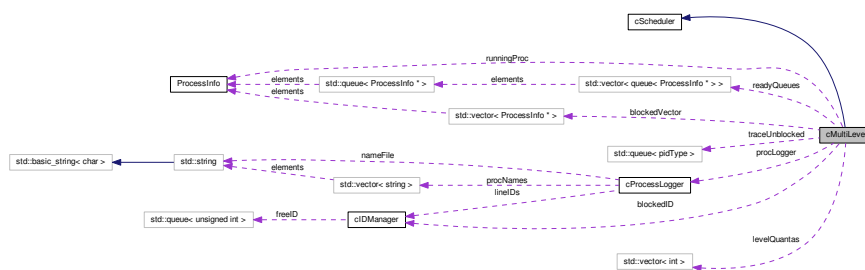 cScheduler
runningProc
ProcessInfo
elements
std::queue< ProcessInfo * >
elements
std::vector< queue< ProcessInfo * > >
readyQueues
elements
std::vector< ProcessInfo * >
blockedVector
cMultiLevel
traceUnblocked
std::queue< pidType >
procLogger
nameFile
std::basic_string< char >
std::string
elements
std::vector< string >
procNames
cProcessLogger
lineIDs
blockedID
std::queue< unsigned int >
freeID
cIDManager
levelQuantas
std::vector< int >